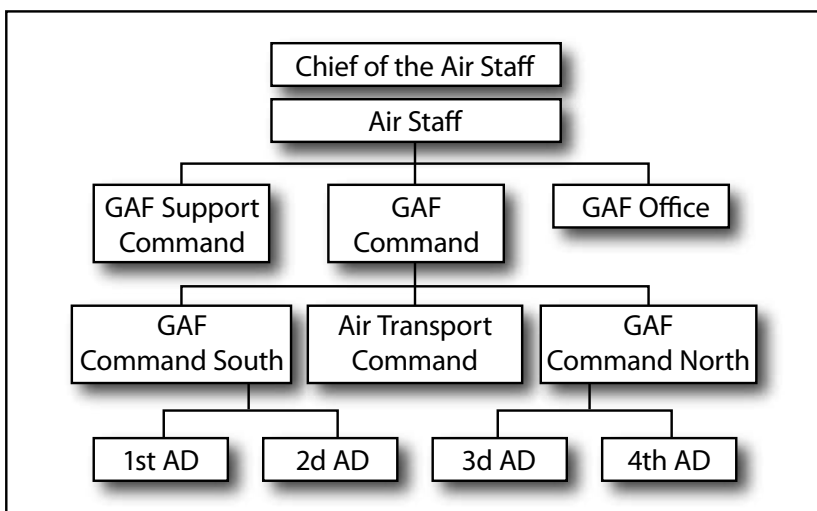 Chief of the Air Staff
Air Staff
GAF Support
Command
GAF
Command
GAF Office
GAF
Command South
Air Transport
Command
GAF
Command North
1st AD
2d AD
3d AD
4th AD